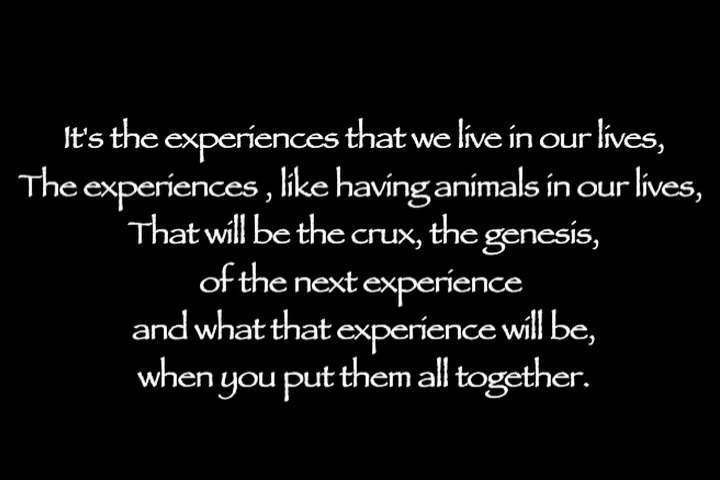 It's the experiences that we live in our lives,
The experiences , like having animals in our lives,
That will be the crux, the genesis,
of the next experience
and what that experience will be,
when you put them all together.